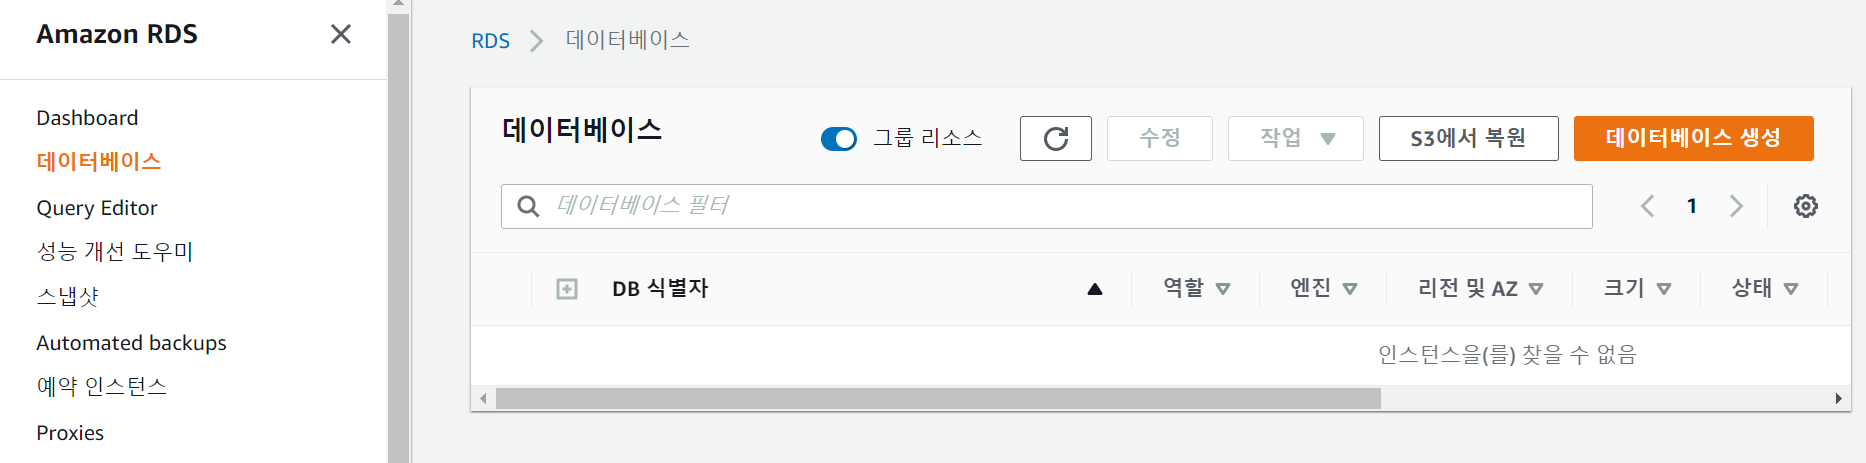 Amazon RDS
Dashboard
데이터베이스
Query Editor
성능 개선 도우미
스냅샷
Automated backups
예약 인스턴스
Proxies
RDS 데이터베이스
데이터베이스 그룹 리소스 수정 작업 S3에서 복원 데이터베이스 생성
데이터베이스 필터 1
DB 식별자 역할 엔진 리전 및 AZ 크기 상태
인스턴스을(를) 찾을 수 없음